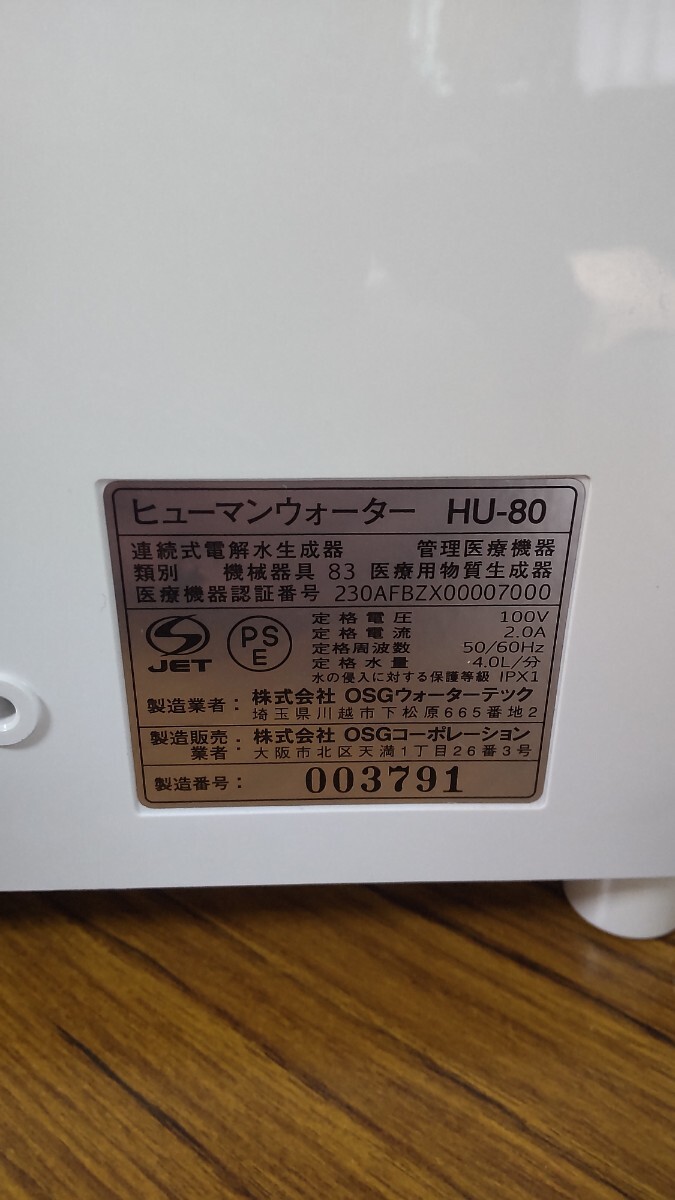 ヒューマンウォーター HU-80
連続式電解水生成器 管理医療機器
類別 機械器具 83 医療用物質生成器
医療機器認証番号 230AFBZX00007000
JET
PS
E
定格電圧 100V
定格電流 2.0A
定格周波数 50/60Hz
定格水量 4.0L/分
水の侵入に対する保護等級 IPX1
製造業者: 株式会社 OSGウォーターテック
埼玉県川越市下松原665番地2
製造販売業者: 株式会社 OSGコーポレーション
大阪市北区天満1丁目26番3号
製造番号: 003791